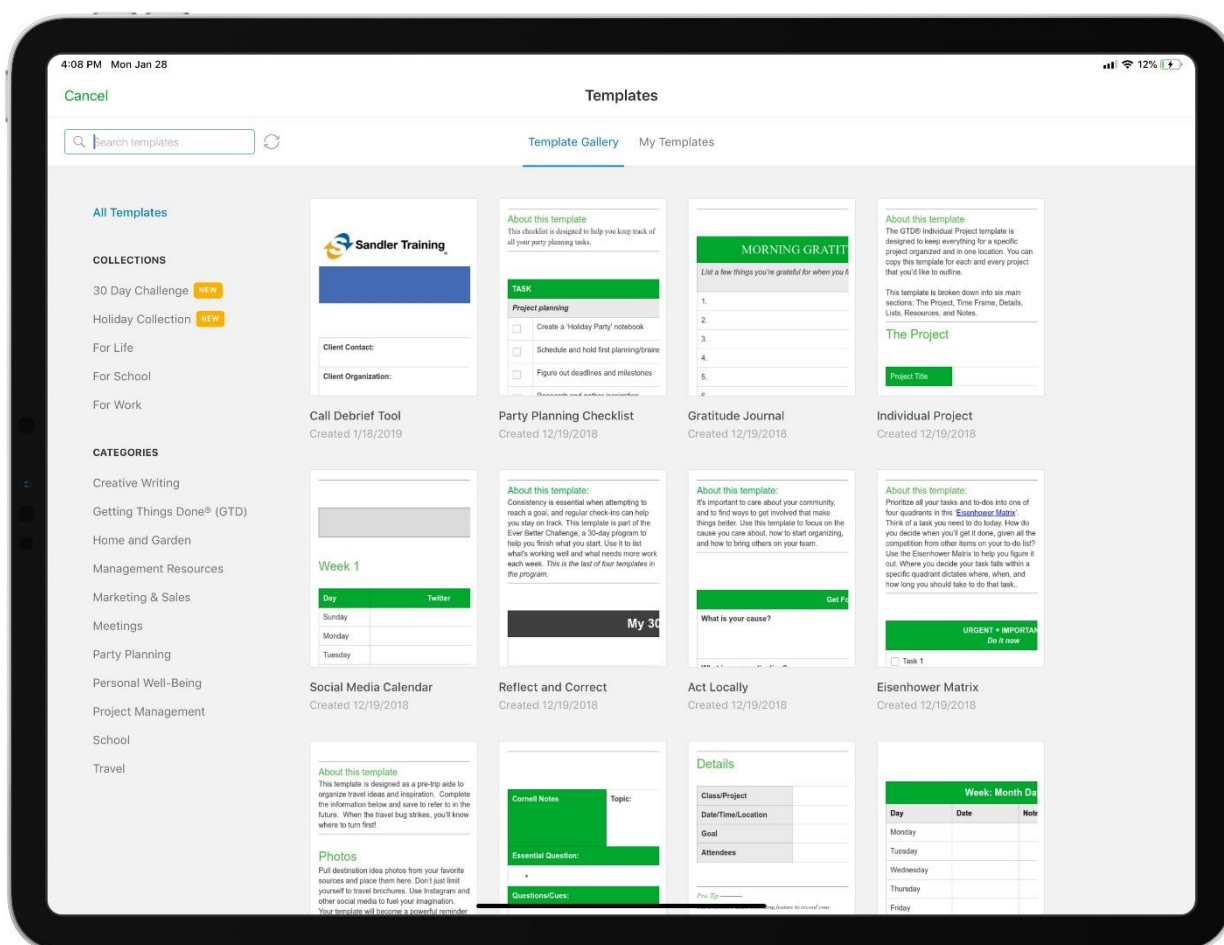 4:08 PM Mon Jan 28
12%
Cancel
Templates
Search templates
Template Gallery
My Templates
All Templates
COLLECTIONS
30 Day Challenge NEW
Holiday Collection NEW
For Life
For School
For Work
CATEGORIES
Creative Writing
Getting Things Done® (GTD)
Home and Garden
Management Resources
Marketing & Sales
Meetings
Party Planning
Personal Well-Being
Project Management
School
Travel
Sandler Training
Client Contact:
Client Organization:
Call Debrief Tool
Created 1/18/2019
About this template
This checklist is designed to help you keep track of
all your party planning tasks.
TASK
Project planning
Create a 'Holiday Party' notebook
Schedule and hold first planning/braine
Figure out deadlines and milestones
Research and gather inspiration
Party Planning Checklist
Created 12/19/2018
MORNING GRATIT
List a few things you're grateful for when you fi
1.
2.
3.
4.
5.
6.
Gratitude Journal
Created 12/19/2018
About this template
The GTD® Individual Project template is
designed to keep everything for a specific
project organized and in one location. You can
copy this template for each and every project
that you'd like to outline.
This template is broken down into six main
sections: The Project, Time Frame, Details,
Lists, Resources, and Notes.
The Project
Project Title
Individual Project
Created 12/19/2018
Week 1
Day Twitter
Sunday
Monday
Tuesday
Social Media Calendar
Created 12/19/2018
About this template:
Consistency is essential when attempting to
reach a goal, and regular check-ins can help
you stay on track. This template is part of the
Ever Better Challenge, a 30-day program to
help you finish what you start. Use it to list
what's working well and what needs more work
each week. This is the last of four templates in
the program.
My 30
Reflect and Correct
Created 12/19/2018
About this template:
It's important to care about your community,
and to find ways to get involved that make
things better. Use this template to focus on the
cause you care about, how to start organizing,
and how to bring others on your team.
Get Fo
What is your cause?
Act Locally
Created 12/19/2018
About this template:
Prioritize all your tasks and to-dos into one of
four quadrants in this 'Eisenhower Matrix'.
Think of a task you need to do today. How do
you decide when you'll get it done, given all the
competition from other items on your to-do list?
Use the Eisenhower Matrix to help you figure it
out. Where you decide your task falls within a
specific quadrant dictates where, when, and
how long you should take to do that task..
URGENT + IMPORTAN
Do it now
Task 1
Eisenhower Matrix
Created 12/19/2018
About this template
This template is designed as a pre-trip aide to
organize travel ideas and inspiration. Complete
the information below and save to refer to in the
future. When the travel bug strikes, you'll know
where to turn first!
Photos
Pull destination idea photos from your favorite
sources and place them here. Don't just limit
yourself to travel brochures. Use Instagram and
other social media to fuel your imagination.
Your template will become a powerful reminder
Cornell Notes Topic:
Essential Question:
Questions/Cues:
Details
Class/Project
Date/Time/Location
Goal
Attendees
Pro Tip
feature to record your
Week: Month Da
Day Date Note
Monday
Tuesday
Wednesday
Thursday
Friday